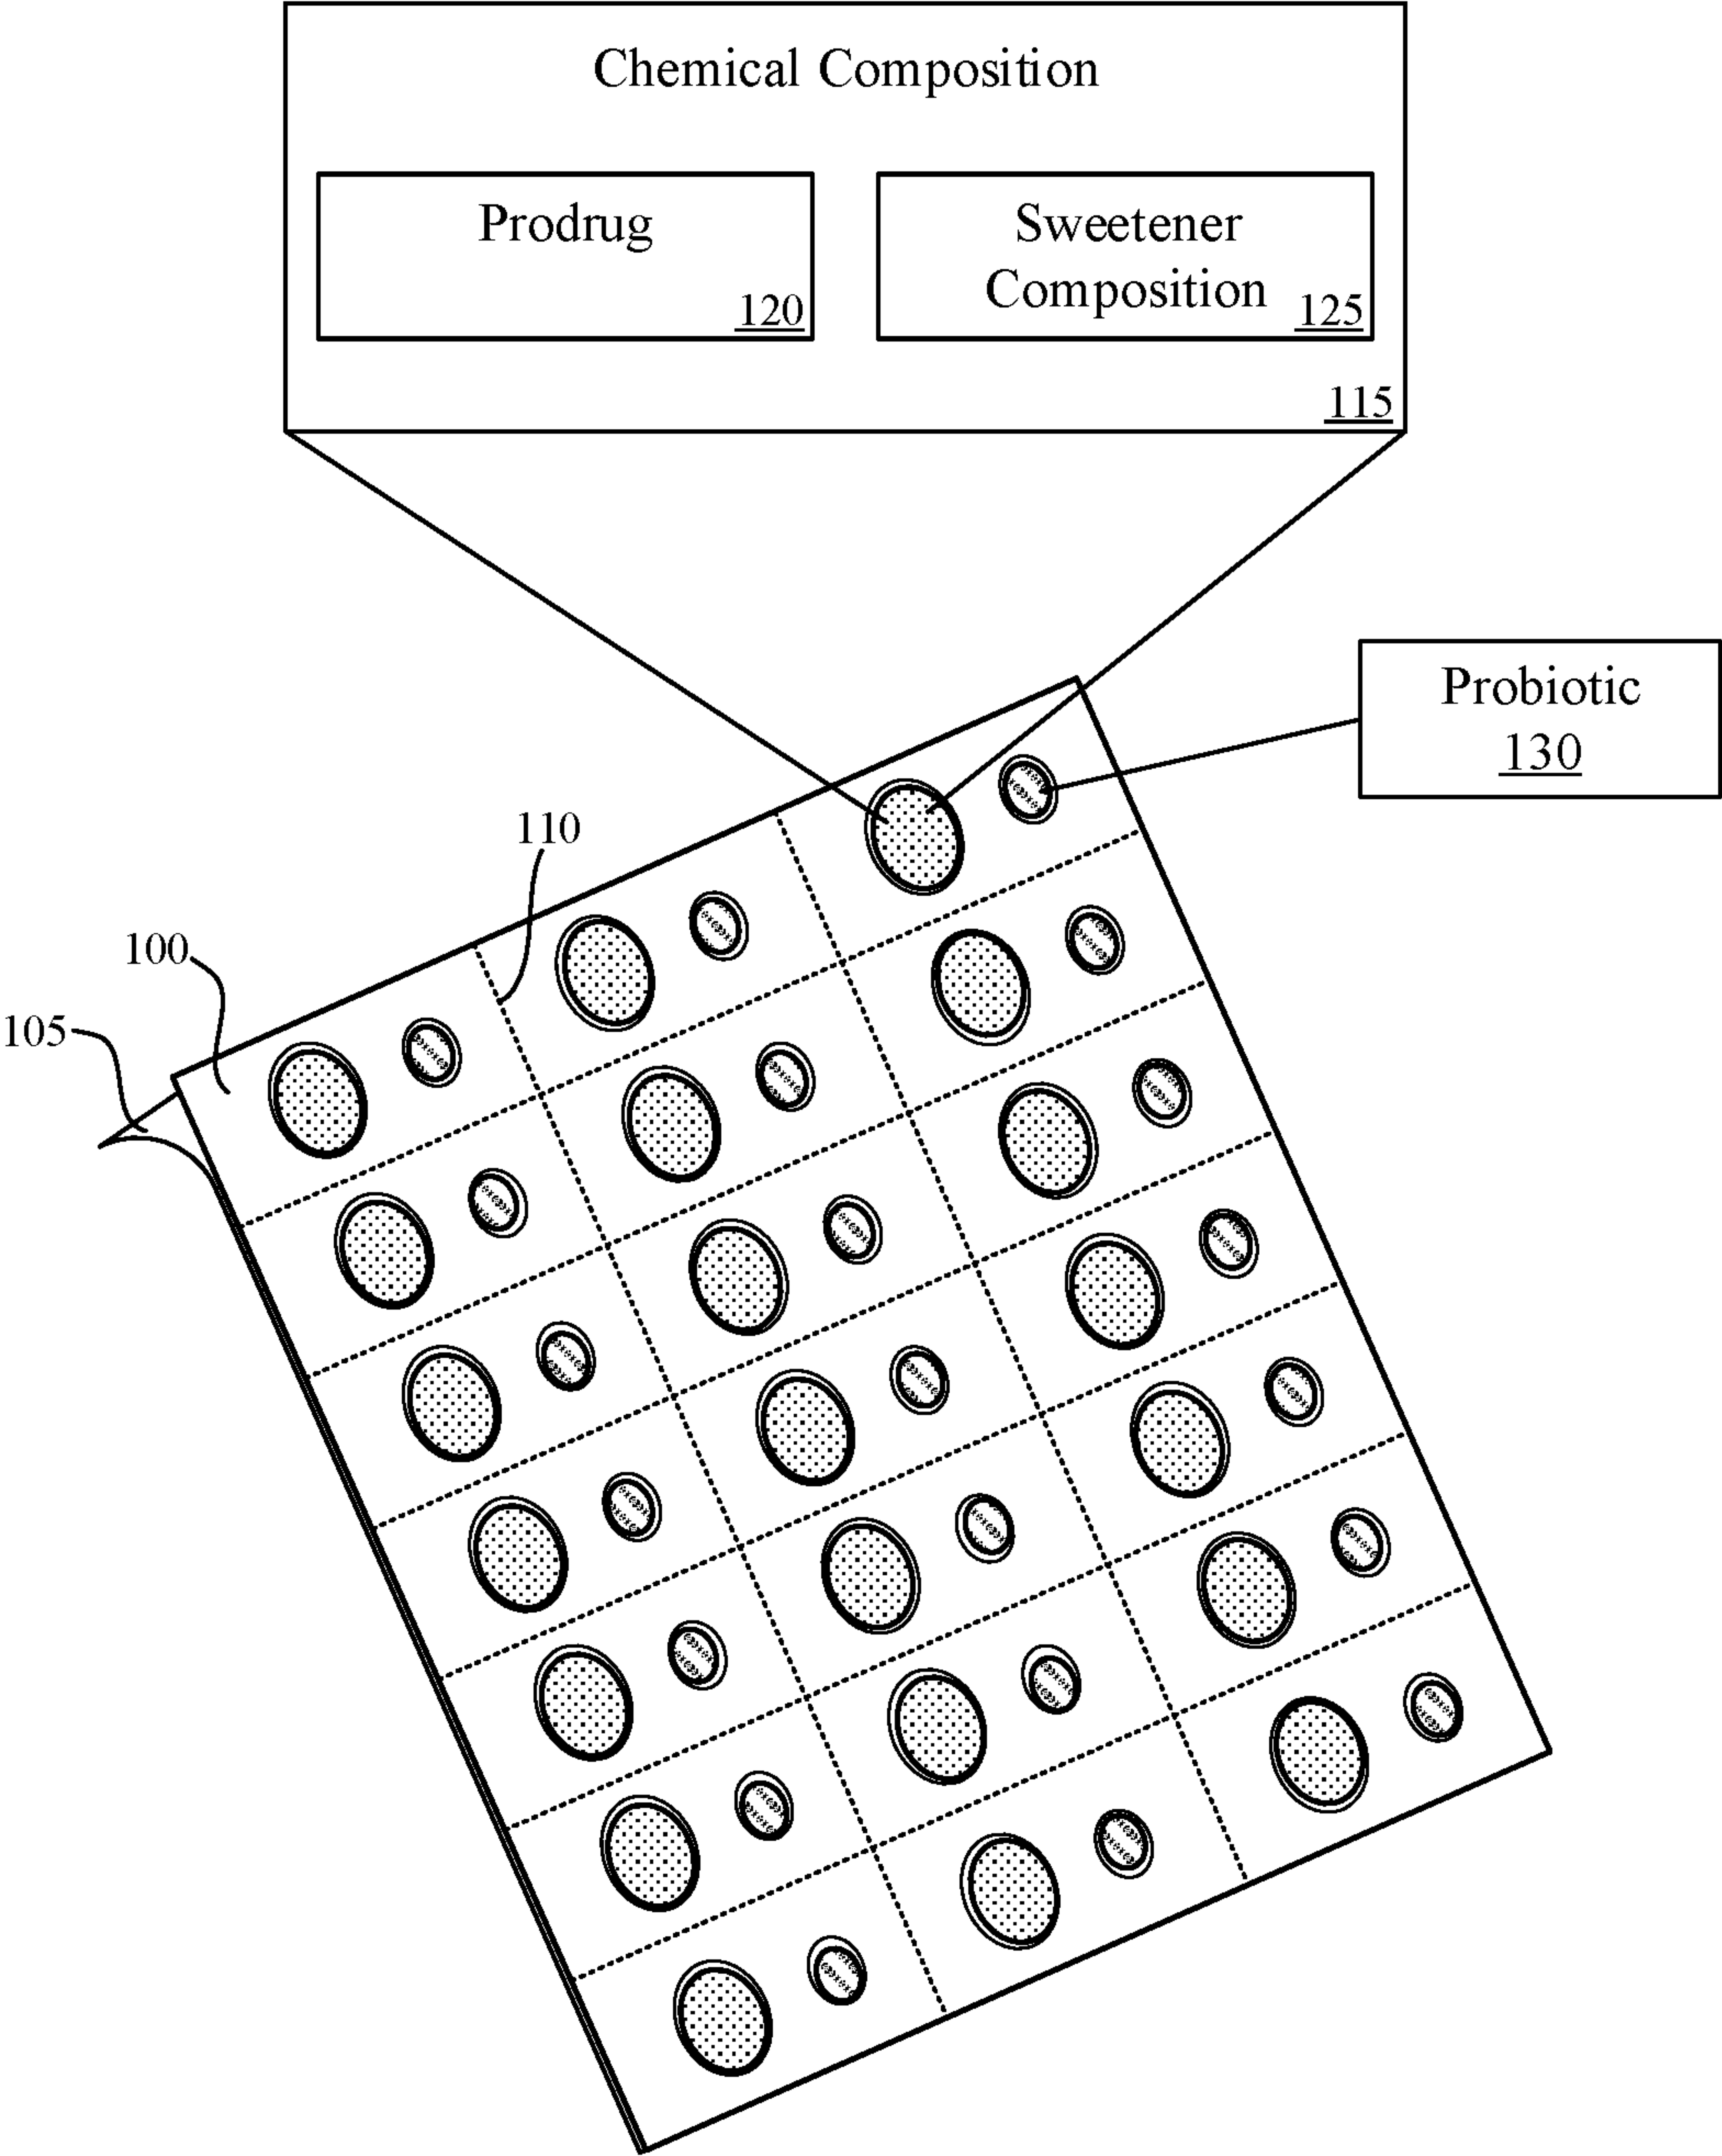 Chemical Composition
Prodrug
120
Sweetener
Composition
125
115
Probiotic
130
110
100
105